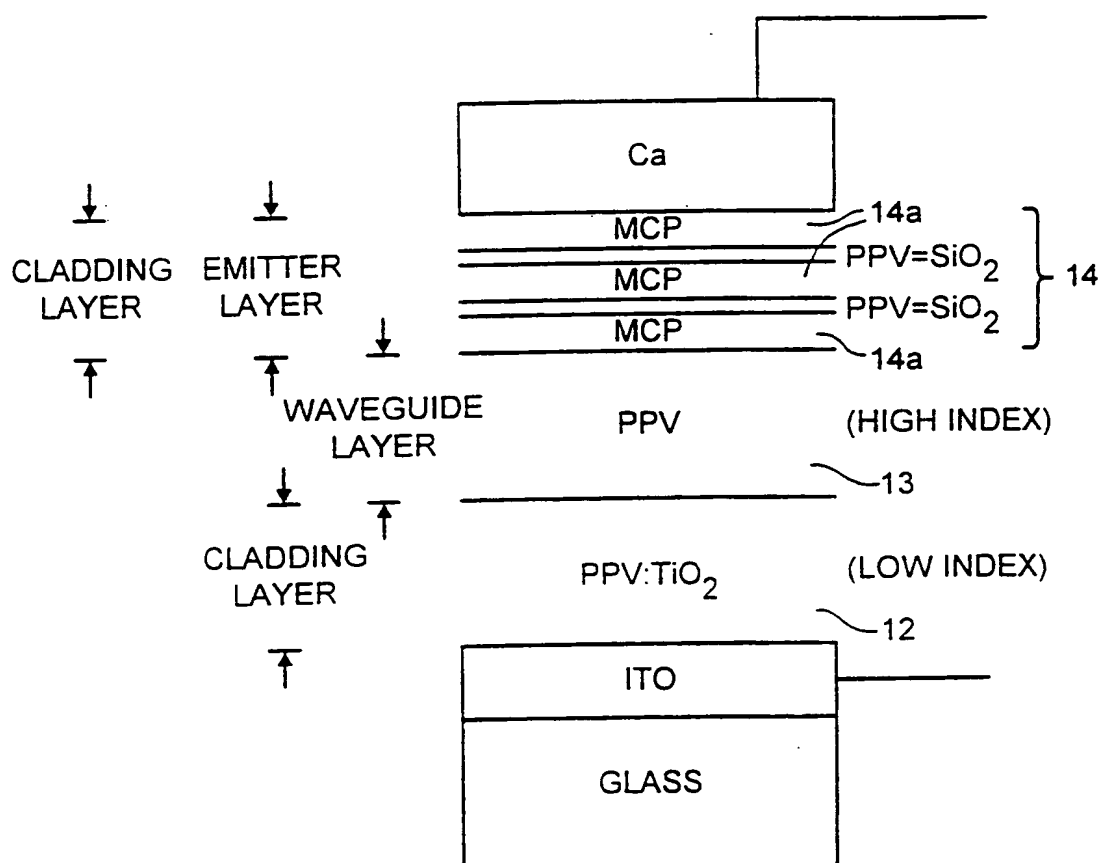 Ca
MCP
14a
PPV=SiO2
CLADDING
LAYER
EMITTER
LAYER
MCP
14
PPV=SiO2
MCP
14a
WAVEGUIDE
LAYER
PPV
(HIGH INDEX)
13
CLADDING
LAYER
PPV:TiO2
(LOW INDEX)
12
ITO
GLASS